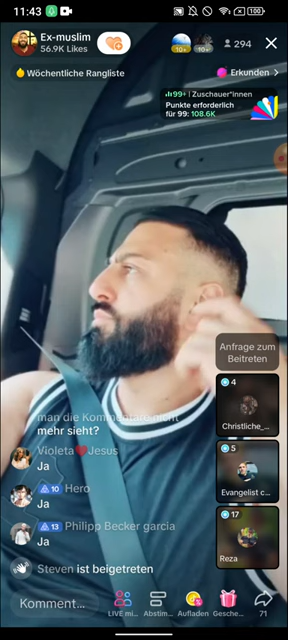 11:43
100
Ex-muslim
56.9K Likes
10+
10+
294
Wöchentliche Rangliste
Erkunden
99+ | Zuschauer*innen
Punkte erforderlich
für 99: 108.6K
Anfrage zum
Beitreten
4
Christliche_...
5
Evangelist c...
17
Reza
man die Kommentare nicht
mehr sieht?
Violeta❤️Jesus
Ja
10 Hero
Ja
13 Philipp Becker garcia
Ja
Steven ist beigetreten
Komment...
LIVE mi...
Abstim...
Aufladen
Gesche...
71